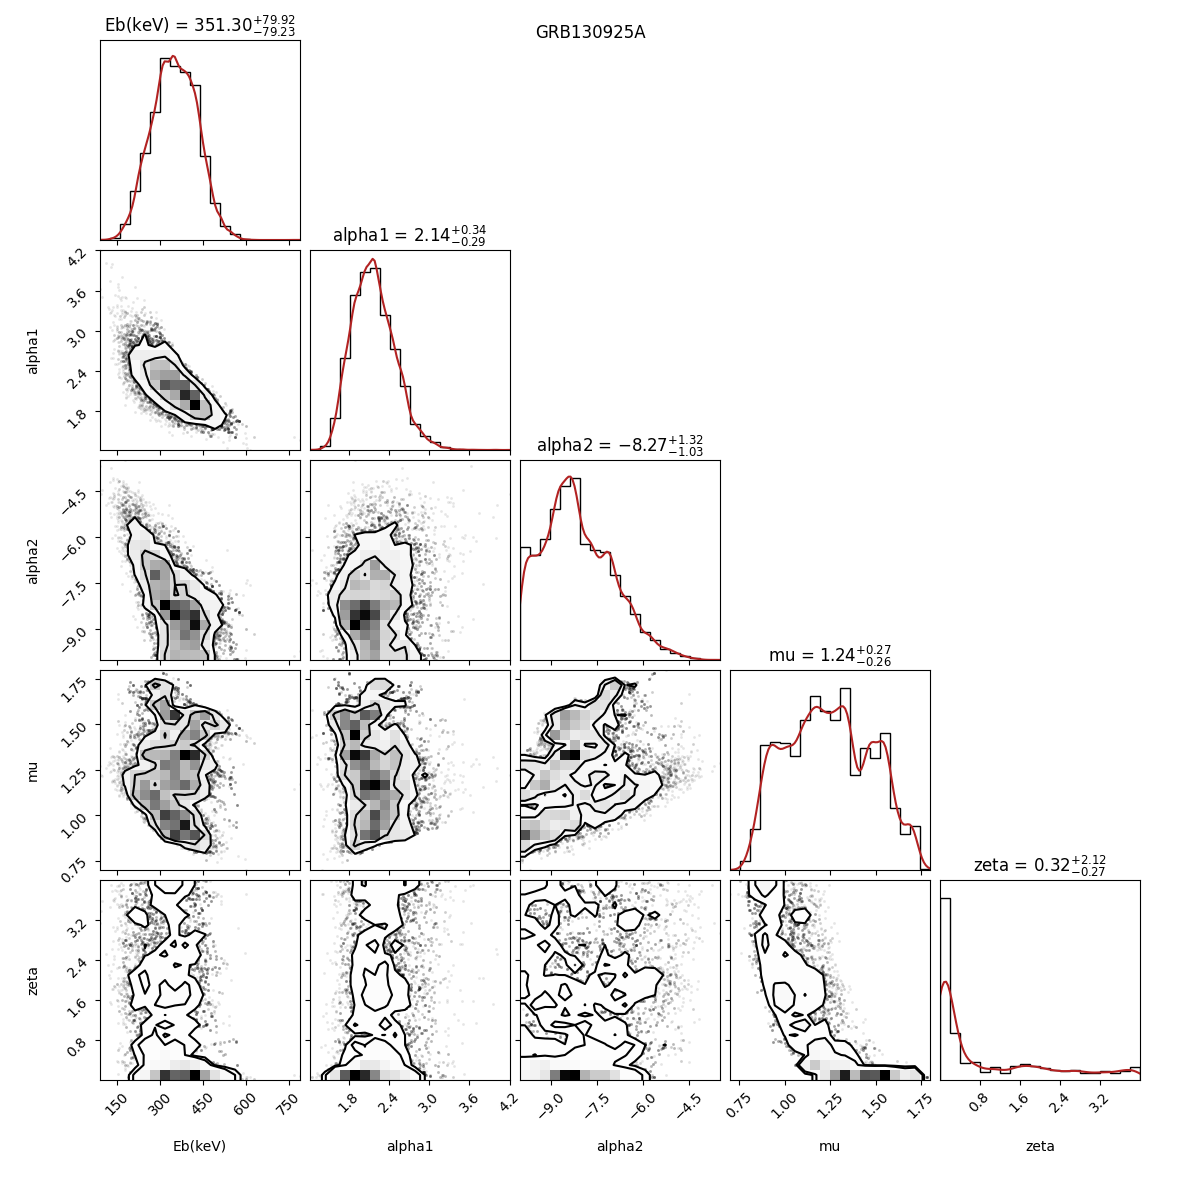 GRB130925A
Eb(keV) = 351.30+79.92−79.23
alpha1 = 2.14+0.34−0.29
4.2
3.6
3.0
2.4
1.8
alpha1
alpha2 = −8.27+1.32−1.03
−4.5
−6.0
−7.5
−9.0
alpha2
mu = 1.24+0.27−0.26
1.75
1.50
1.25
1.00
0.75
mu
zeta = 0.32+2.12−0.27
3.2
2.4
1.6
0.8
zeta
150 300 450 600 750
1.8 2.4 3.0 3.6 4.2
−9.0 −7.5 −6.0 −4.5
0.75 1.00 1.25 1.50 1.75
0.8 1.6 2.4 3.2
Eb(keV) alpha1 alpha2 mu zeta